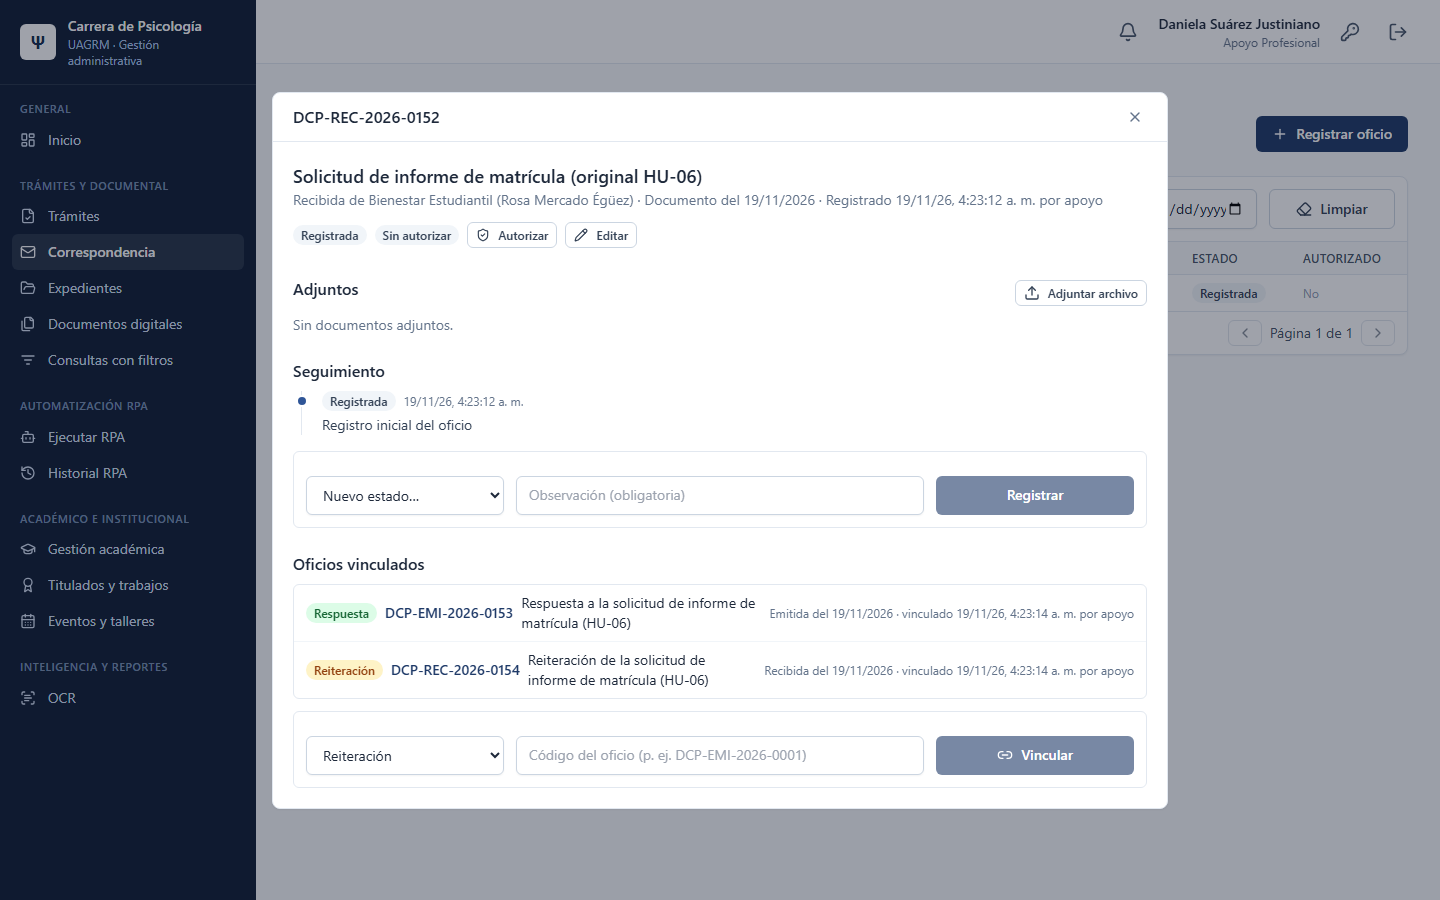 Ψ
Carrera de Psicología
UAGRM · Gestión
administrativa
GENERAL
Inicio
TRÁMITES Y DOCUMENTAL
Trámites
Correspondencia
Expedientes
Documentos digitales
Consultas con filtros
AUTOMATIZACIÓN RPA
Ejecutar RPA
Historial RPA
ACADÉMICO E INSTITUCIONAL
Gestión académica
Titulados y trabajos
Eventos y talleres
INTELIGENCIA Y REPORTES
OCR
Daniela Suárez Justiniano
Apoyo Profesional
Registrar oficio
/dd/yyyy
Limpiar
ESTADO AUTORIZADO
Registrada No
Página 1 de 1
DCP-REC-2026-0152
Solicitud de informe de matrícula (original HU-06)
Recibida de Bienestar Estudiantil (Rosa Mercado Égüez) · Documento del 19/11/2026 · Registrado 19/11/26, 4:23:12 a. m. por apoyo
Registrada Sin autorizar Autorizar Editar
Adjuntos
Adjuntar archivo
Sin documentos adjuntos.
Seguimiento
Registrada 19/11/26, 4:23:12 a. m.
Registro inicial del oficio
Nuevo estado... Observación (obligatoria) Registrar
Oficios vinculados
Respuesta DCP-EMI-2026-0153 Respuesta a la solicitud de informe de
matrícula (HU-06)
Emitida del 19/11/2026 · vinculado 19/11/26, 4:23:14 a. m. por apoyo
Reiteración DCP-REC-2026-0154 Reiteración de la solicitud de
informe de matrícula (HU-06)
Recibida del 19/11/2026 · vinculado 19/11/26, 4:23:14 a. m. por apoyo
Reiteración Código del oficio (p. ej. DCP-EMI-2026-0001) Vincular